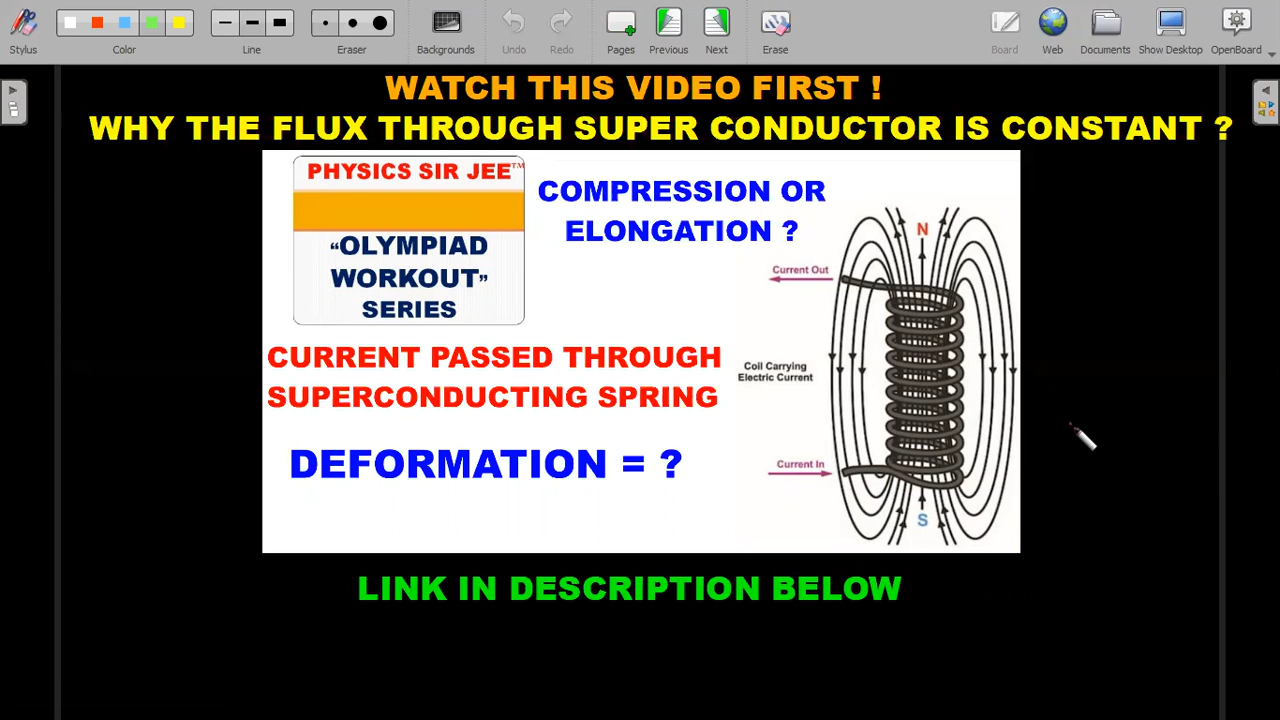 Stylus
Color
Line
Eraser
Backgrounds
Undo
Redo
Pages
Previous
Next
Erase
Board
Web
Documents
Show Desktop
OpenBoard
WATCH THIS VIDEO FIRST !
WHY THE FLUX THROUGH SUPER CONDUCTOR IS CONSTANT ?
PHYSICS SIR JEE™
“OLYMPIAD
WORKOUT”
SERIES
COMPRESSION OR
ELONGATION ?
CURRENT PASSED THROUGH
SUPERCONDUCTING SPRING
DEFORMATION = ?
N
Current Out
Coil Carrying
Electric Current
Current In
S
LINK IN DESCRIPTION BELOW